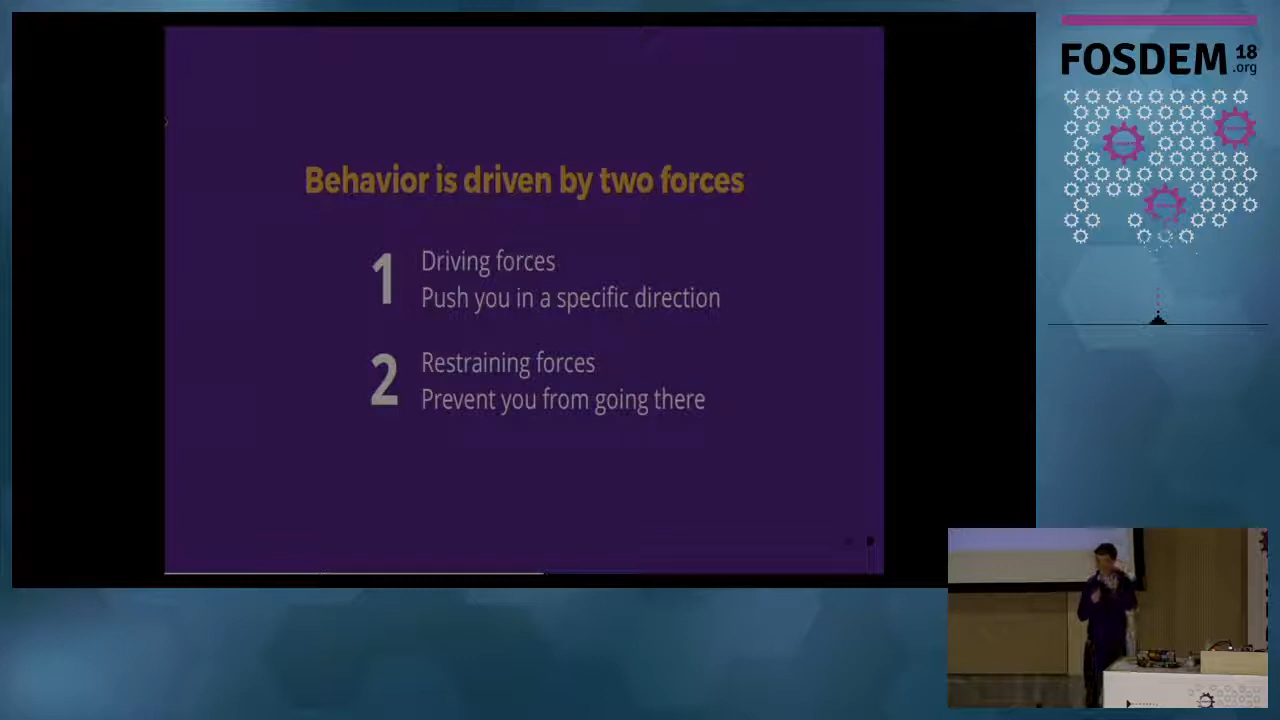 Behavior is driven by two forces
1
Driving forces
Push you in a specific direction
2
Restraining forces
Prevent you from going there
FOSDEM 18
.org